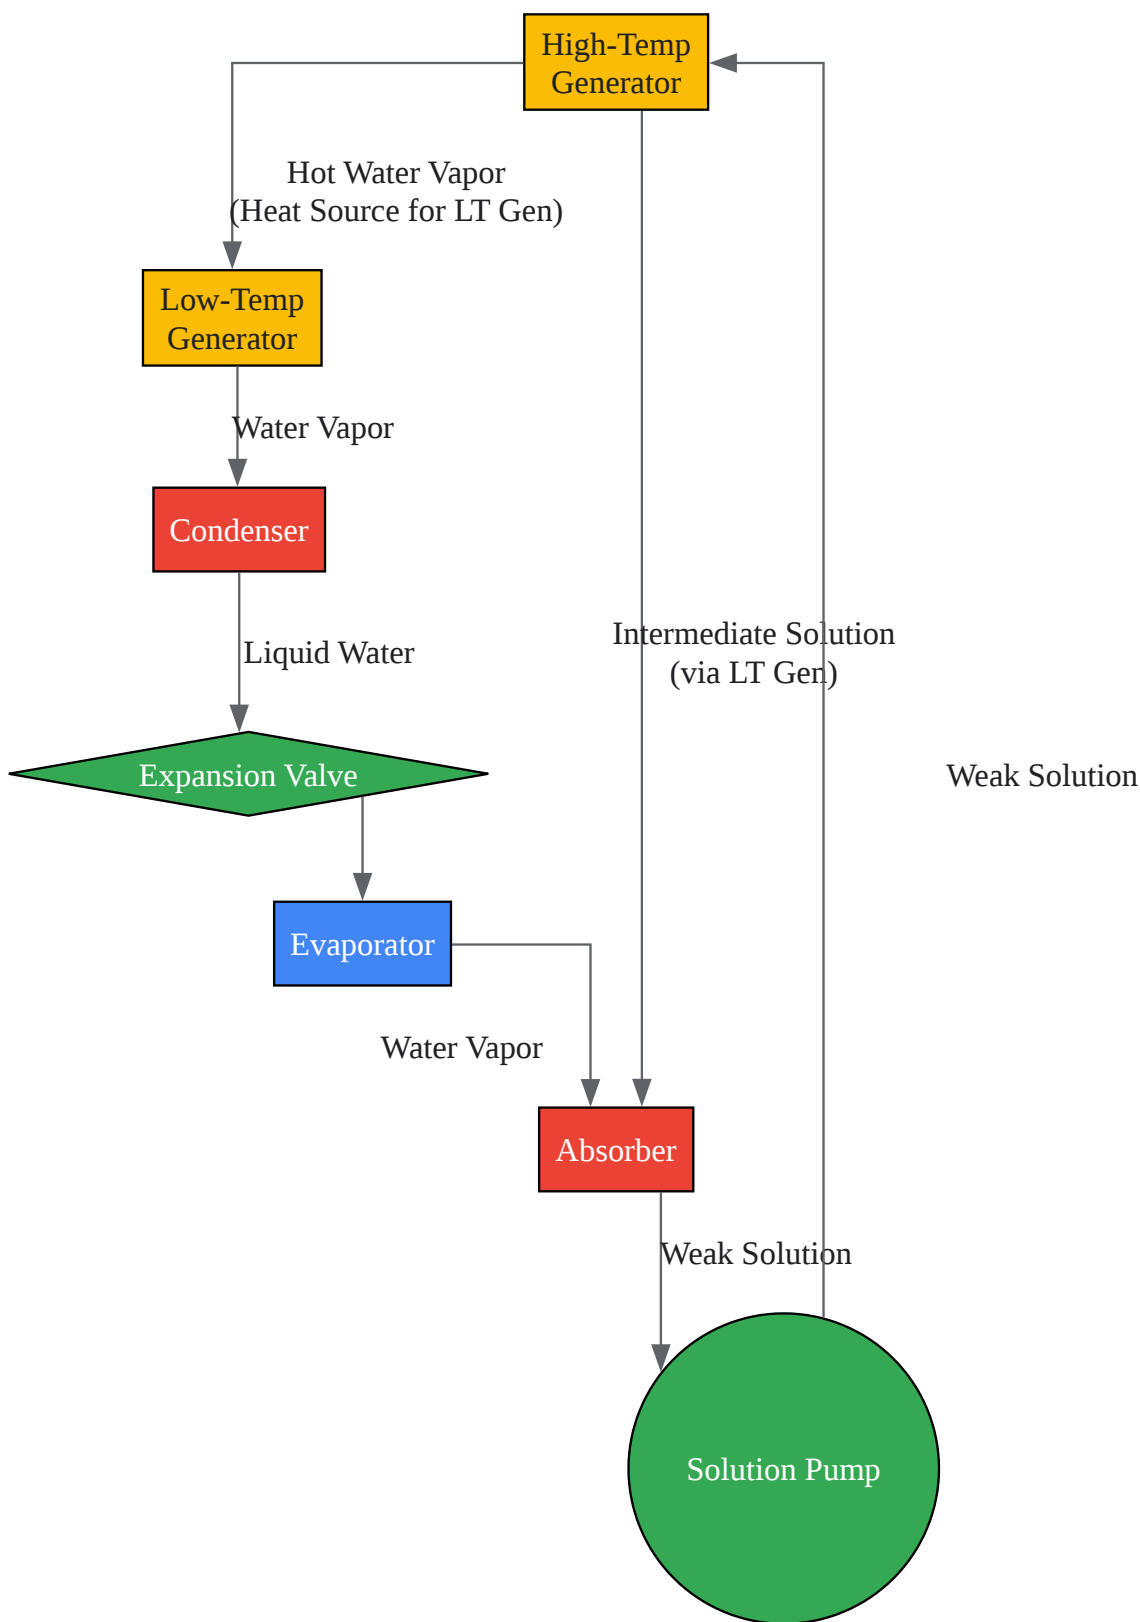 High-Temp
Generator
Hot Water Vapor
(Heat Source for LT Gen)
Low-Temp
Generator
Water Vapor
Condenser
Liquid Water
Intermediate Solution
(via LT Gen)
Expansion Valve
Weak Solution
Evaporator
Water Vapor
Absorber
Weak Solution
Solution Pump